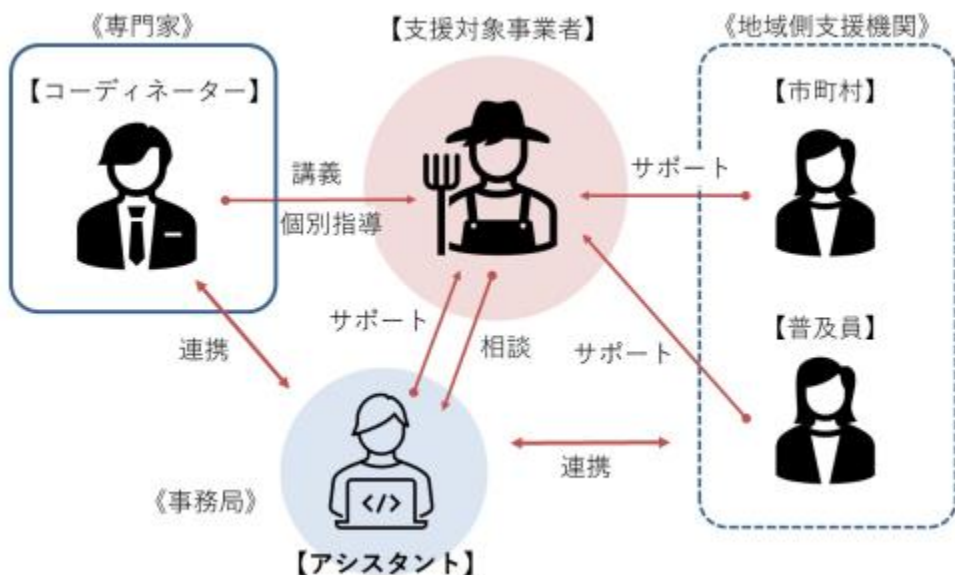 《専門家》
【支援対象事業者】
《地域側支援機関》
【コーディネーター】
【市町村】
講義
個別指導
サポート
【普及員】
サポート
相談
サポート
連携
連携
《事務局》
</>
【アシスタント】